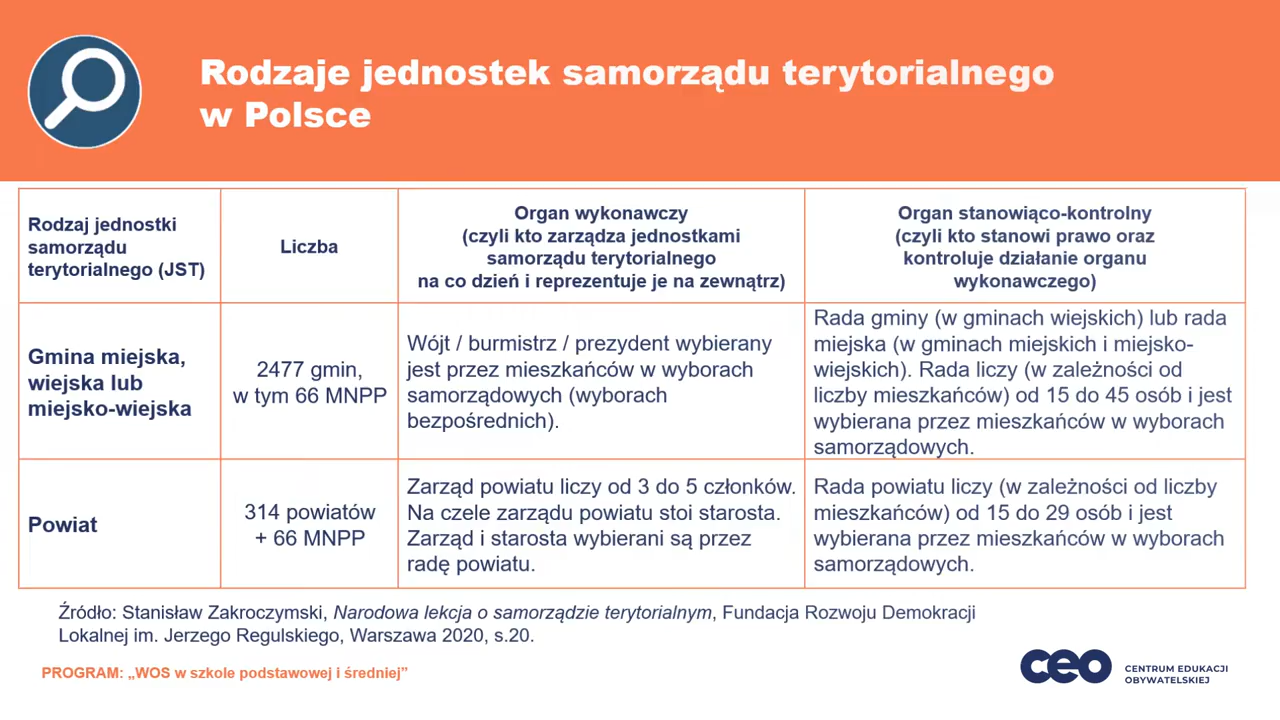 Rodzaje jednostek samorządu terytorialnego
w Polsce
Rodzaj jednostki
samorządu
terytorialnego (JST)
Liczba
Organ wykonawczy
(czyli kto zarządza jednostkami
samorządu terytorialnego
na co dzień i reprezentuje je na zewnątrz)
Organ stanowiąco-kontrolny
(czyli kto stanowi prawo oraz
kontroluje działanie organu
wykonawczego)
Gmina miejska,
wiejska lub
miejsko-wiejska
2477 gmin,
w tym 66 MNPP
Wójt / burmistrz / prezydent wybierany
jest przez mieszkańców w wyborach
samorządowych (wyborach
bezpośrednich).
Rada gminy (w gminach wiejskich) lub rada
miejska (w gminach miejskich i miejsko-
wiejskich). Rada liczy (w zależności od
liczby mieszkańców) od 15 do 45 osób i jest
wybierana przez mieszkańców w wyborach
samorządowych.
Powiat
314 powiatów
+ 66 MNPP
Zarząd powiatu liczy od 3 do 5 członków.
Na czele zarządu powiatu stoi starosta.
Zarząd i starosta wybierani są przez
radę powiatu.
Rada powiatu liczy (w zależności od liczby
mieszkańców) od 15 do 29 osób i jest
wybierana przez mieszkańców w wyborach
samorządowych.
Źródło: Stanisław Zakroczymski, Narodowa lekcja o samorządzie terytorialnym, Fundacja Rozwoju Demokracji
Lokalnej im. Jerzego Regulskiego, Warszawa 2020, s.20.
PROGRAM: „WOS w szkole podstawowej i średniej”
ceo
CENTRUM EDUKACJI
OBYWATELSKIEJ